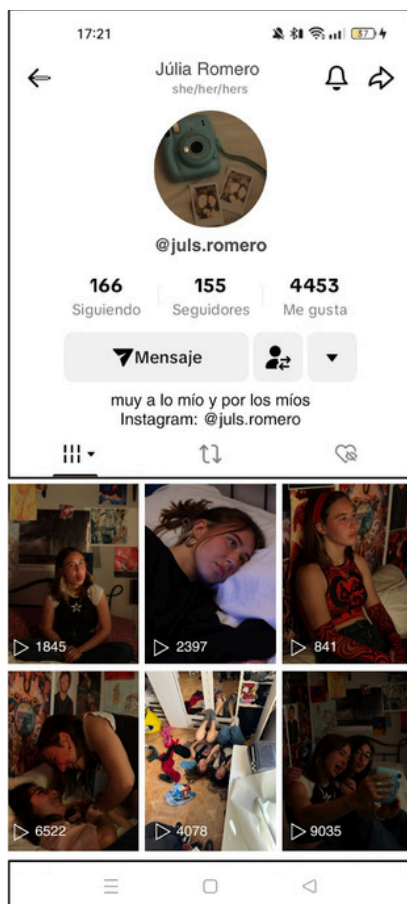 17:21
57
Júlia Romero
she/her/hers
@juls.romero
166 155 4453
Siguiendo Seguidores Me gusta
Mensaje
muy a lo mío y por los míos
Instagram: @juls.romero
1845 2397 841
6522 4078 9035